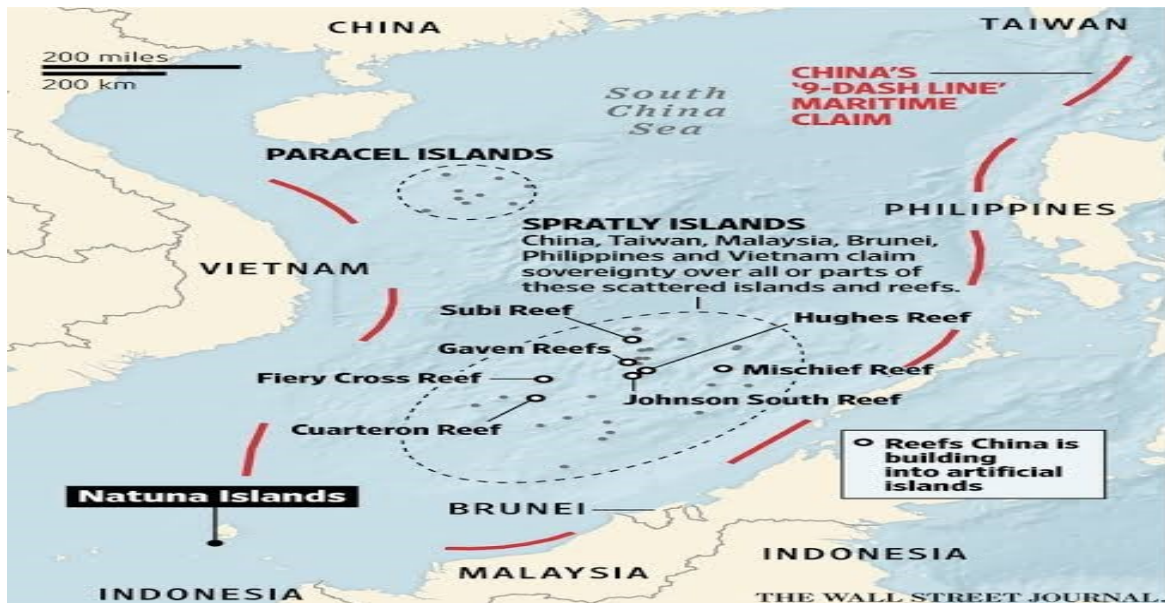 CHINA
TAIWAN
200 miles
200 km
South
China
Sea
CHINA'S
'9-DASH LINE'
MARITIME
CLAIM
PARACEL ISLANDS
PHILIPPINES
SPRATLY ISLANDS
China, Taiwan, Malaysia, Brunei,
Philippines and Vietnam claim
sovereignty over all or parts of
these scattered islands and reefs.
VIETNAM
Subi Reef
Hughes Reef
Gaven Reefs
Mischief Reef
Fiery Cross Reef
Johnson South Reef
Cuarteron Reef
Reefs China is
building
into artificial
islands
Natuna Islands
BRUNEI
INDONESIA
MALAYSIA
INDONESIA
THE WALL STREET JOURNAL.